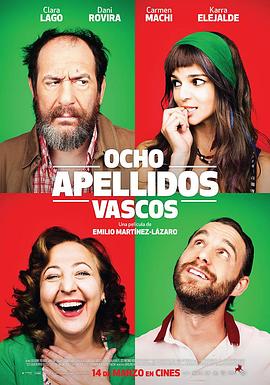 Clara
LAGO
Dani
ROVIRA
Carmen
MACHI
Karra
ELEJALDE
OCHO
APELLIDOS
VASCOS
Una película de
EMILIO MARTÍNEZ-LÁZARO
14 DE MARZO EN CINES